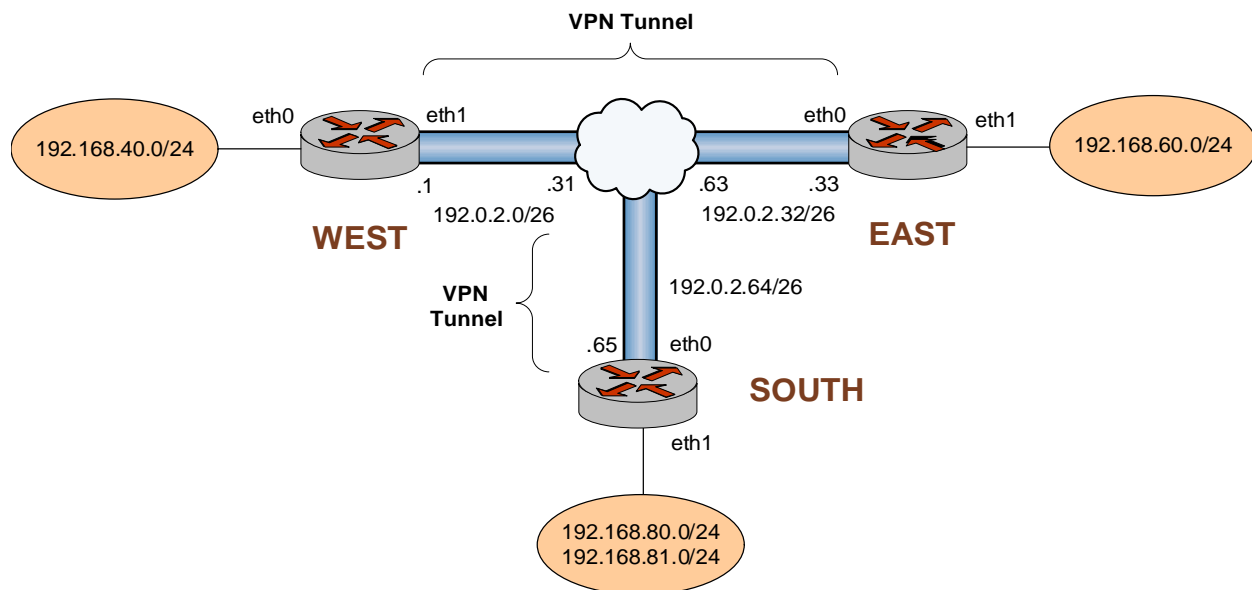 VPN Tunnel
eth0
eth1
eth0
eth1
192.168.40.0/24
192.168.60.0/24
.1
.31
.63
.33
192.0.2.0/26
192.0.2.32/26
WEST
EAST
VPN
Tunnel
192.0.2.64/26
.65
eth0
SOUTH
eth1
192.168.80.0/24
192.168.81.0/24